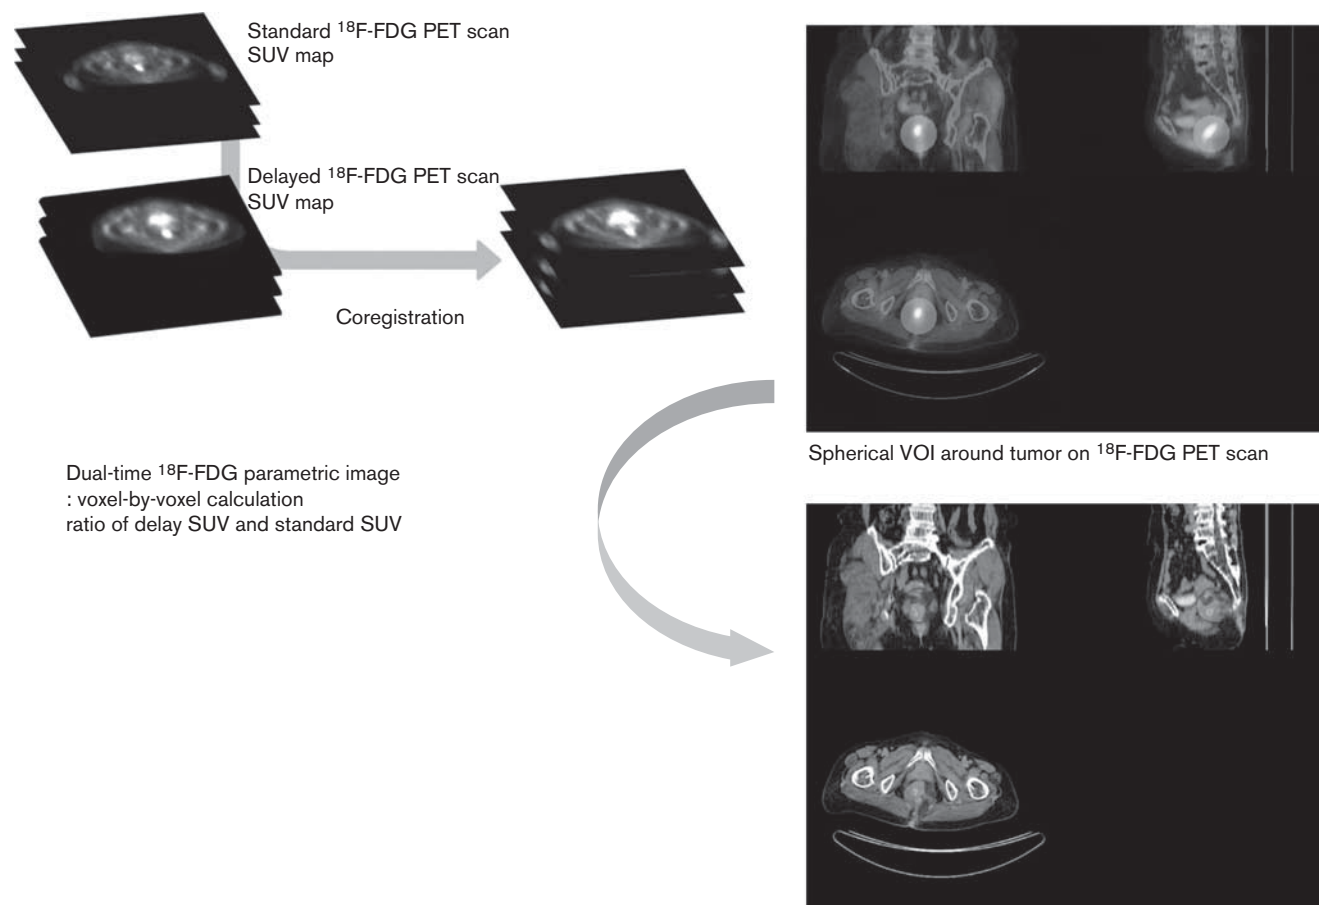 Standard ¹⁸F-FDG PET scan
SUV map
Delayed ¹⁸F-FDG PET scan
SUV map
Coregistration
Spherical VOI around tumor on ¹⁸F-FDG PET scan
Dual-time ¹⁸F-FDG parametric image
: voxel-by-voxel calculation
ratio of delay SUV and standard SUV